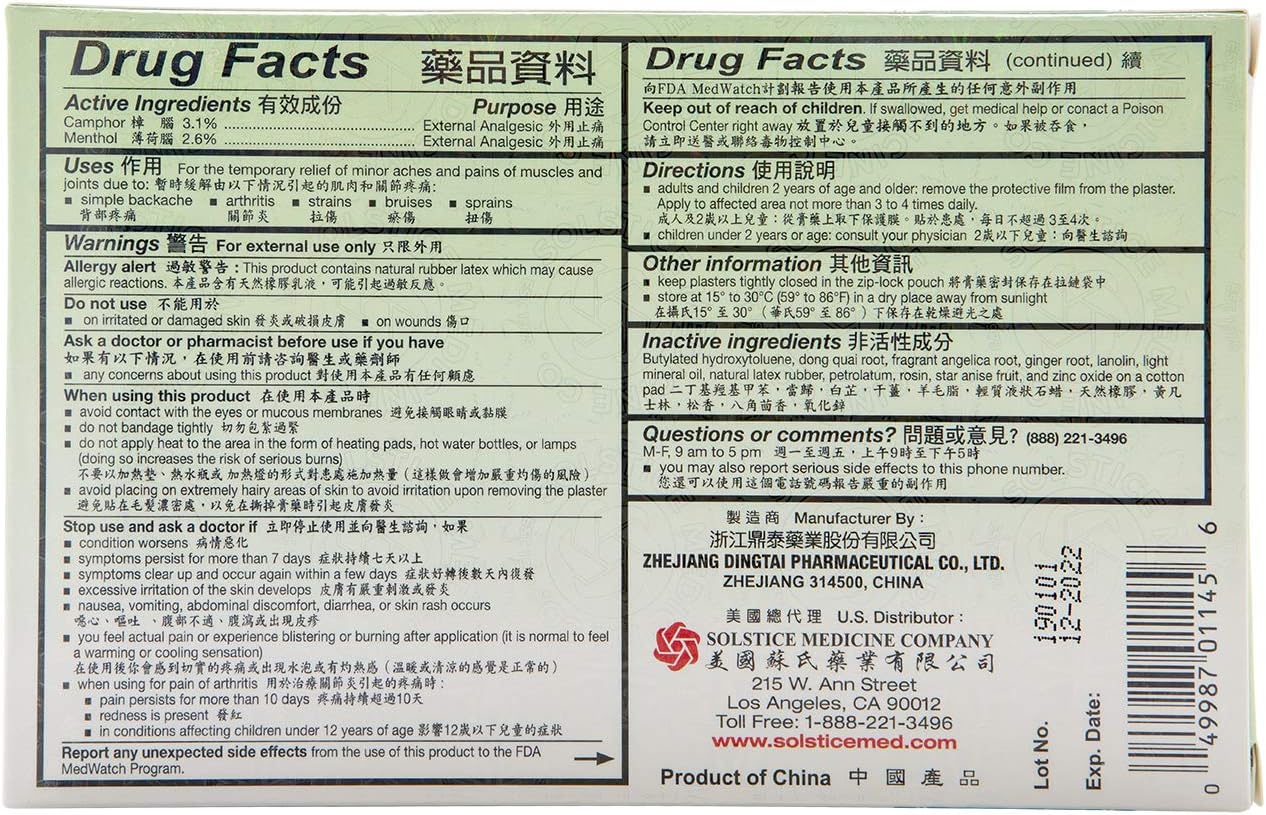 Drug Facts 藥品資料
Active Ingredients 有效成份 Purpose 用途
Camphor 樟 腦 3.1% .......................................... External Analgesic 外用止痛
Menthol 薄荷腦 2.6% .......................................... External Analgesic 外用止痛
Uses 作用 For the temporary relief of minor aches and pains of muscles and
joints due to: 暫時緩解由以下情況引起的肌肉和關節疼痛:
▪ simple backache ▪ arthritis ▪ strains ▪ bruises ▪ sprains
背部疼痛 關節炎 拉傷 瘀傷 扭傷
Warnings 警告 For external use only 只限外用
Allergy alert 過敏警告 : This product contains natural rubber latex which may cause
allergic reactions. 本產品含有天然橡膠乳液，可能引起過敏反應。
Do not use 不能用於
▪ on irritated or damaged skin 發炎或破損皮膚 ▪ on wounds 傷口
Ask a doctor or pharmacist before use if you have
如果有以下情況，在使用前請咨詢醫生或藥劑師
▪ any concerns about using this product 對使用本產品有任何顧慮
When using this product 在使用本產品時
▪ avoid contact with the eyes or mucous membranes 避免接觸眼睛或黏膜
▪ do not bandage tightly 切勿包紮過緊
▪ do not apply heat to the area in the form of heating pads, hot water bottles, or lamps
(doing so increases the risk of serious burns)
不要以加熱墊、熱水瓶或 加熱燈的形式對患處施加熱量 (這樣做會增加嚴重灼傷的風險)
▪ avoid placing on extremely hairy areas of skin to avoid irritation upon removing the plaster
避免貼在毛髮濃密處，以免在撕掉膏藥時引起皮膚發炎
Stop use and ask a doctor if 立即停止使用並向醫生諮詢，如果
▪ condition worsens 病情惡化
▪ symptoms persist for more than 7 days 症狀持續七天以上
▪ symptoms clear up and occur again within a few days 症狀好轉後數天內復發
▪ excessive irritation of the skin develops 皮膚有嚴重刺激或發炎
▪ nausea, vomiting, abdominal discomfort, diarrhea, or skin rash occurs
噁心、嘔吐 、腹部不適、腹瀉或出現皮疹
▪ you feel actual pain or experience blistering or burning after application (it is normal to feel
a warming or cooling sensation)
在使用後你會感到切實的疼痛或出現水泡或有灼熱感 (溫暖或清涼的感覺是正常的)
▪ when using for pain of arthritis 用於治療關節炎引起的疼痛時 :
▪ pain persists for more than 10 days 疼痛持續超過10天
▪ redness is present 發紅
▪ in conditions affecting children under 12 years of age 影響12歲以下兒童的症狀
Report any unexpected side effects from the use of this product to the FDA
MedWatch Program.
Drug Facts 藥品資料 (continued) 續
向FDA MedWatch計劃報告使用本產品所產生的任何意外副作用
Keep out of reach of children. If swallowed, get medical help or conact a Poison
Control Center right away 放置於兒童接觸不到的地方。如果被吞食，
請立即送醫或聯絡毒物控制中心。
Directions 使用說明
▪ adults and children 2 years of age and older: remove the protective film from the plaster.
Apply to affected area not more than 3 to 4 times daily.
成人及2歲以上兒童 : 從膏藥上取下保護膜。貼於患處，每日不超過 3至4次。
▪ children under 2 years or age: consult your physician 2歲以下兒童 : 向醫生諮詢
Other information 其他資訊
▪ keep plasters tightly closed in the zip-lock pouch 將膏藥密封保存在拉鏈袋中
▪ store at 15° to 30°C (59° to 86°F) in a dry place away from sunlight
在攝氏15° 至 30° (華氏59° 至 86° ) 下保存在乾燥避光之處
Inactive ingredients 非活性成分
Butylated hydroxytoluene, dong quai root, fragrant angelica root, ginger root, lanolin, light
mineral oil, natural latex rubber, petrolatum, rosin, star anise fruit, and zinc oxide on a cotton
pad 二丁基羥基甲苯，當歸，白芷，干薑，羊毛脂，輕質液狀石蜡，天然橡膠，黃凡
士林，松香，八角茴香，氧化鋅
Questions or comments? 問題或意見? (888) 221-3496
M-F, 9 am to 5 pm 週一至週五，上午9時至下午5時
▪ you may also report serious side effects to this phone number.
您還可以使用這個電話號碼報告嚴重的副作用
製造商 Manufacturer By :
浙江鼎泰藥業股份有限公司
ZHEJIANG DINGTAI PHARMACEUTICAL CO., LTD.
ZHEJIANG 314500, CHINA
美國總代理 U.S. Distributor :
SOLSTICE MEDICINE COMPANY
美國蘇氏藥業有限公司
215 W. Ann Street
Los Angeles, CA 90012
Toll Free: 1-888-221-3496
www.solsticemed.com
Product of China 中國產品
Lot No. 190101
Exp. Date: 12-2022
0 49987 01145 6